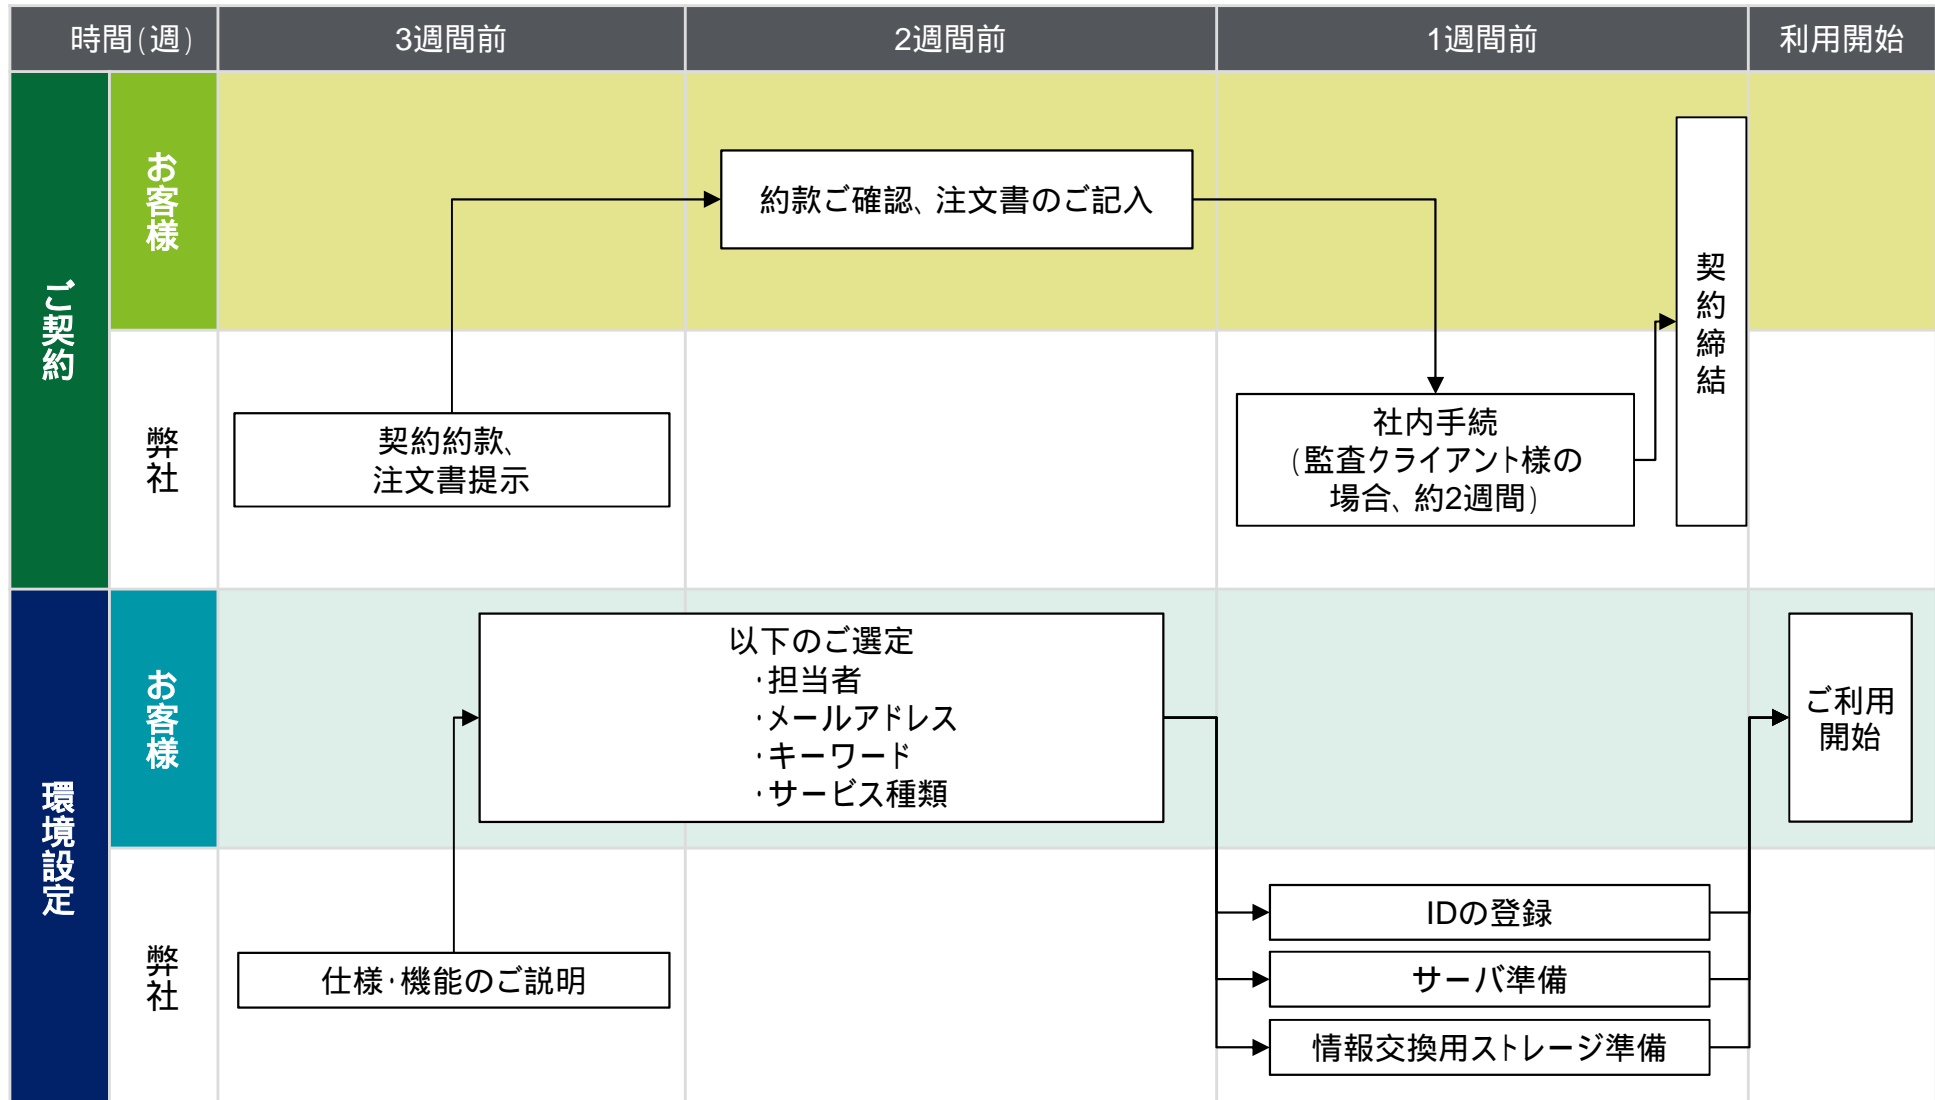 時間(週)
3週間前
2週間前
1週間前
利用開始
ご契約
お客様
約款ご確認、注文書のご記入
契約締結
弊社
契約約款、
注文書提示
社内手続
(監査クライアント様の
場合、約2週間)
環境設定
お客様
以下のご選定
・担当者
・メールアドレス
・キーワード
・サービス種類
ご利用
開始
弊社
仕様・機能のご説明
IDの登録
サーバ準備
情報交換用ストレージ準備